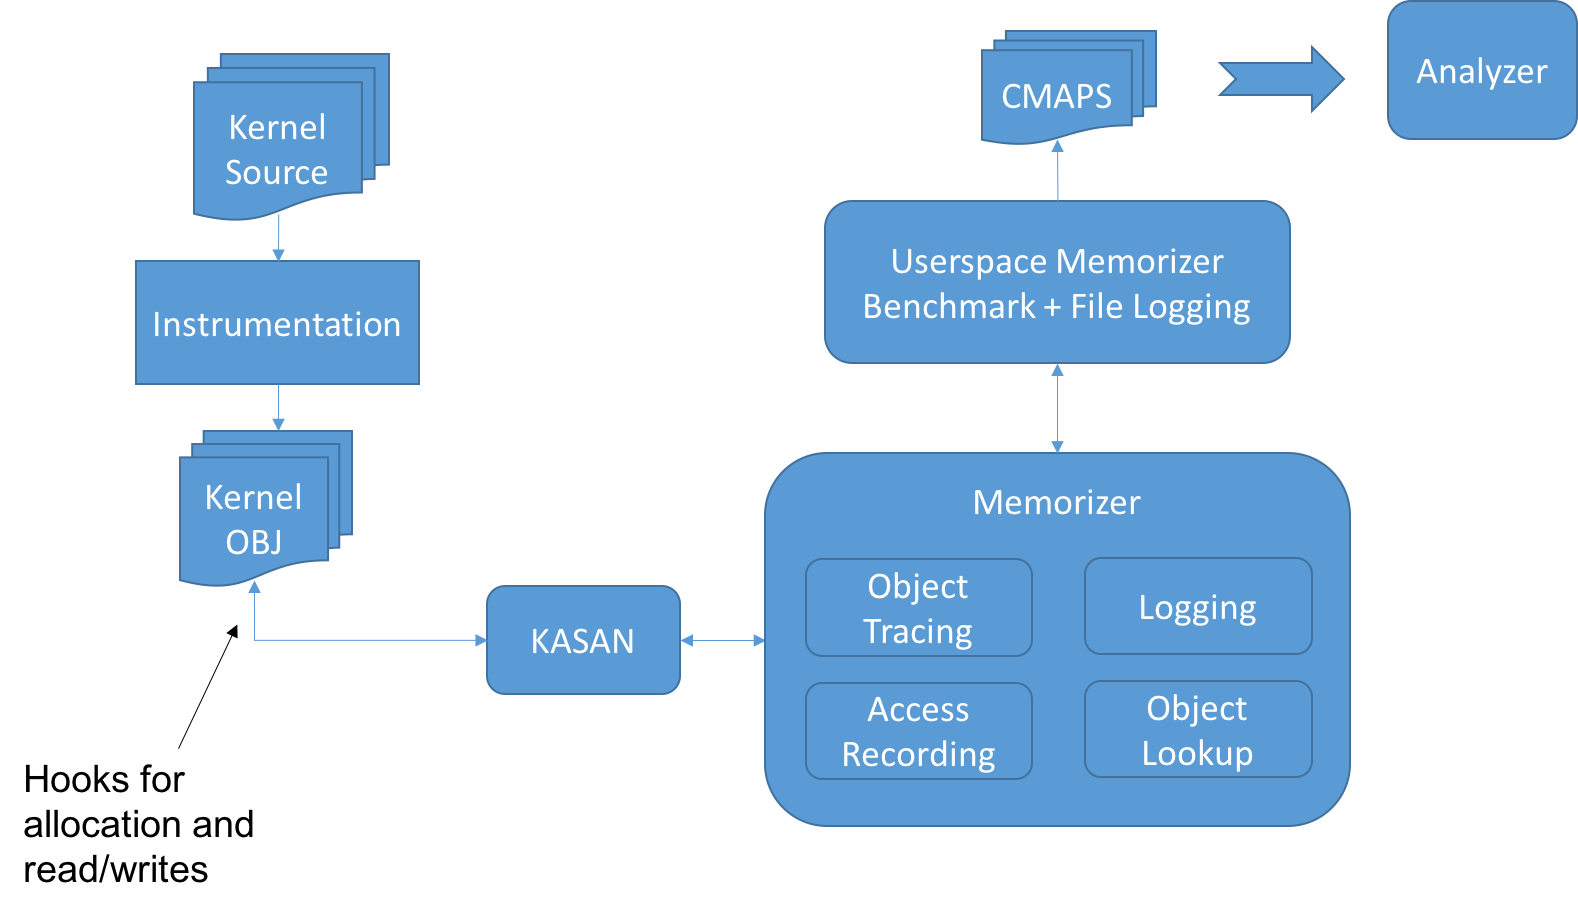 Kernel
Source
Instrumentation
Kernel
OBJ
Hooks for
allocation and
read/writes
KASAN
CMAPS
Analyzer
Userspace Memorizer
Benchmark + File Logging
Memorizer
Object
Tracing
Logging
Access
Recording
Object
Lookup